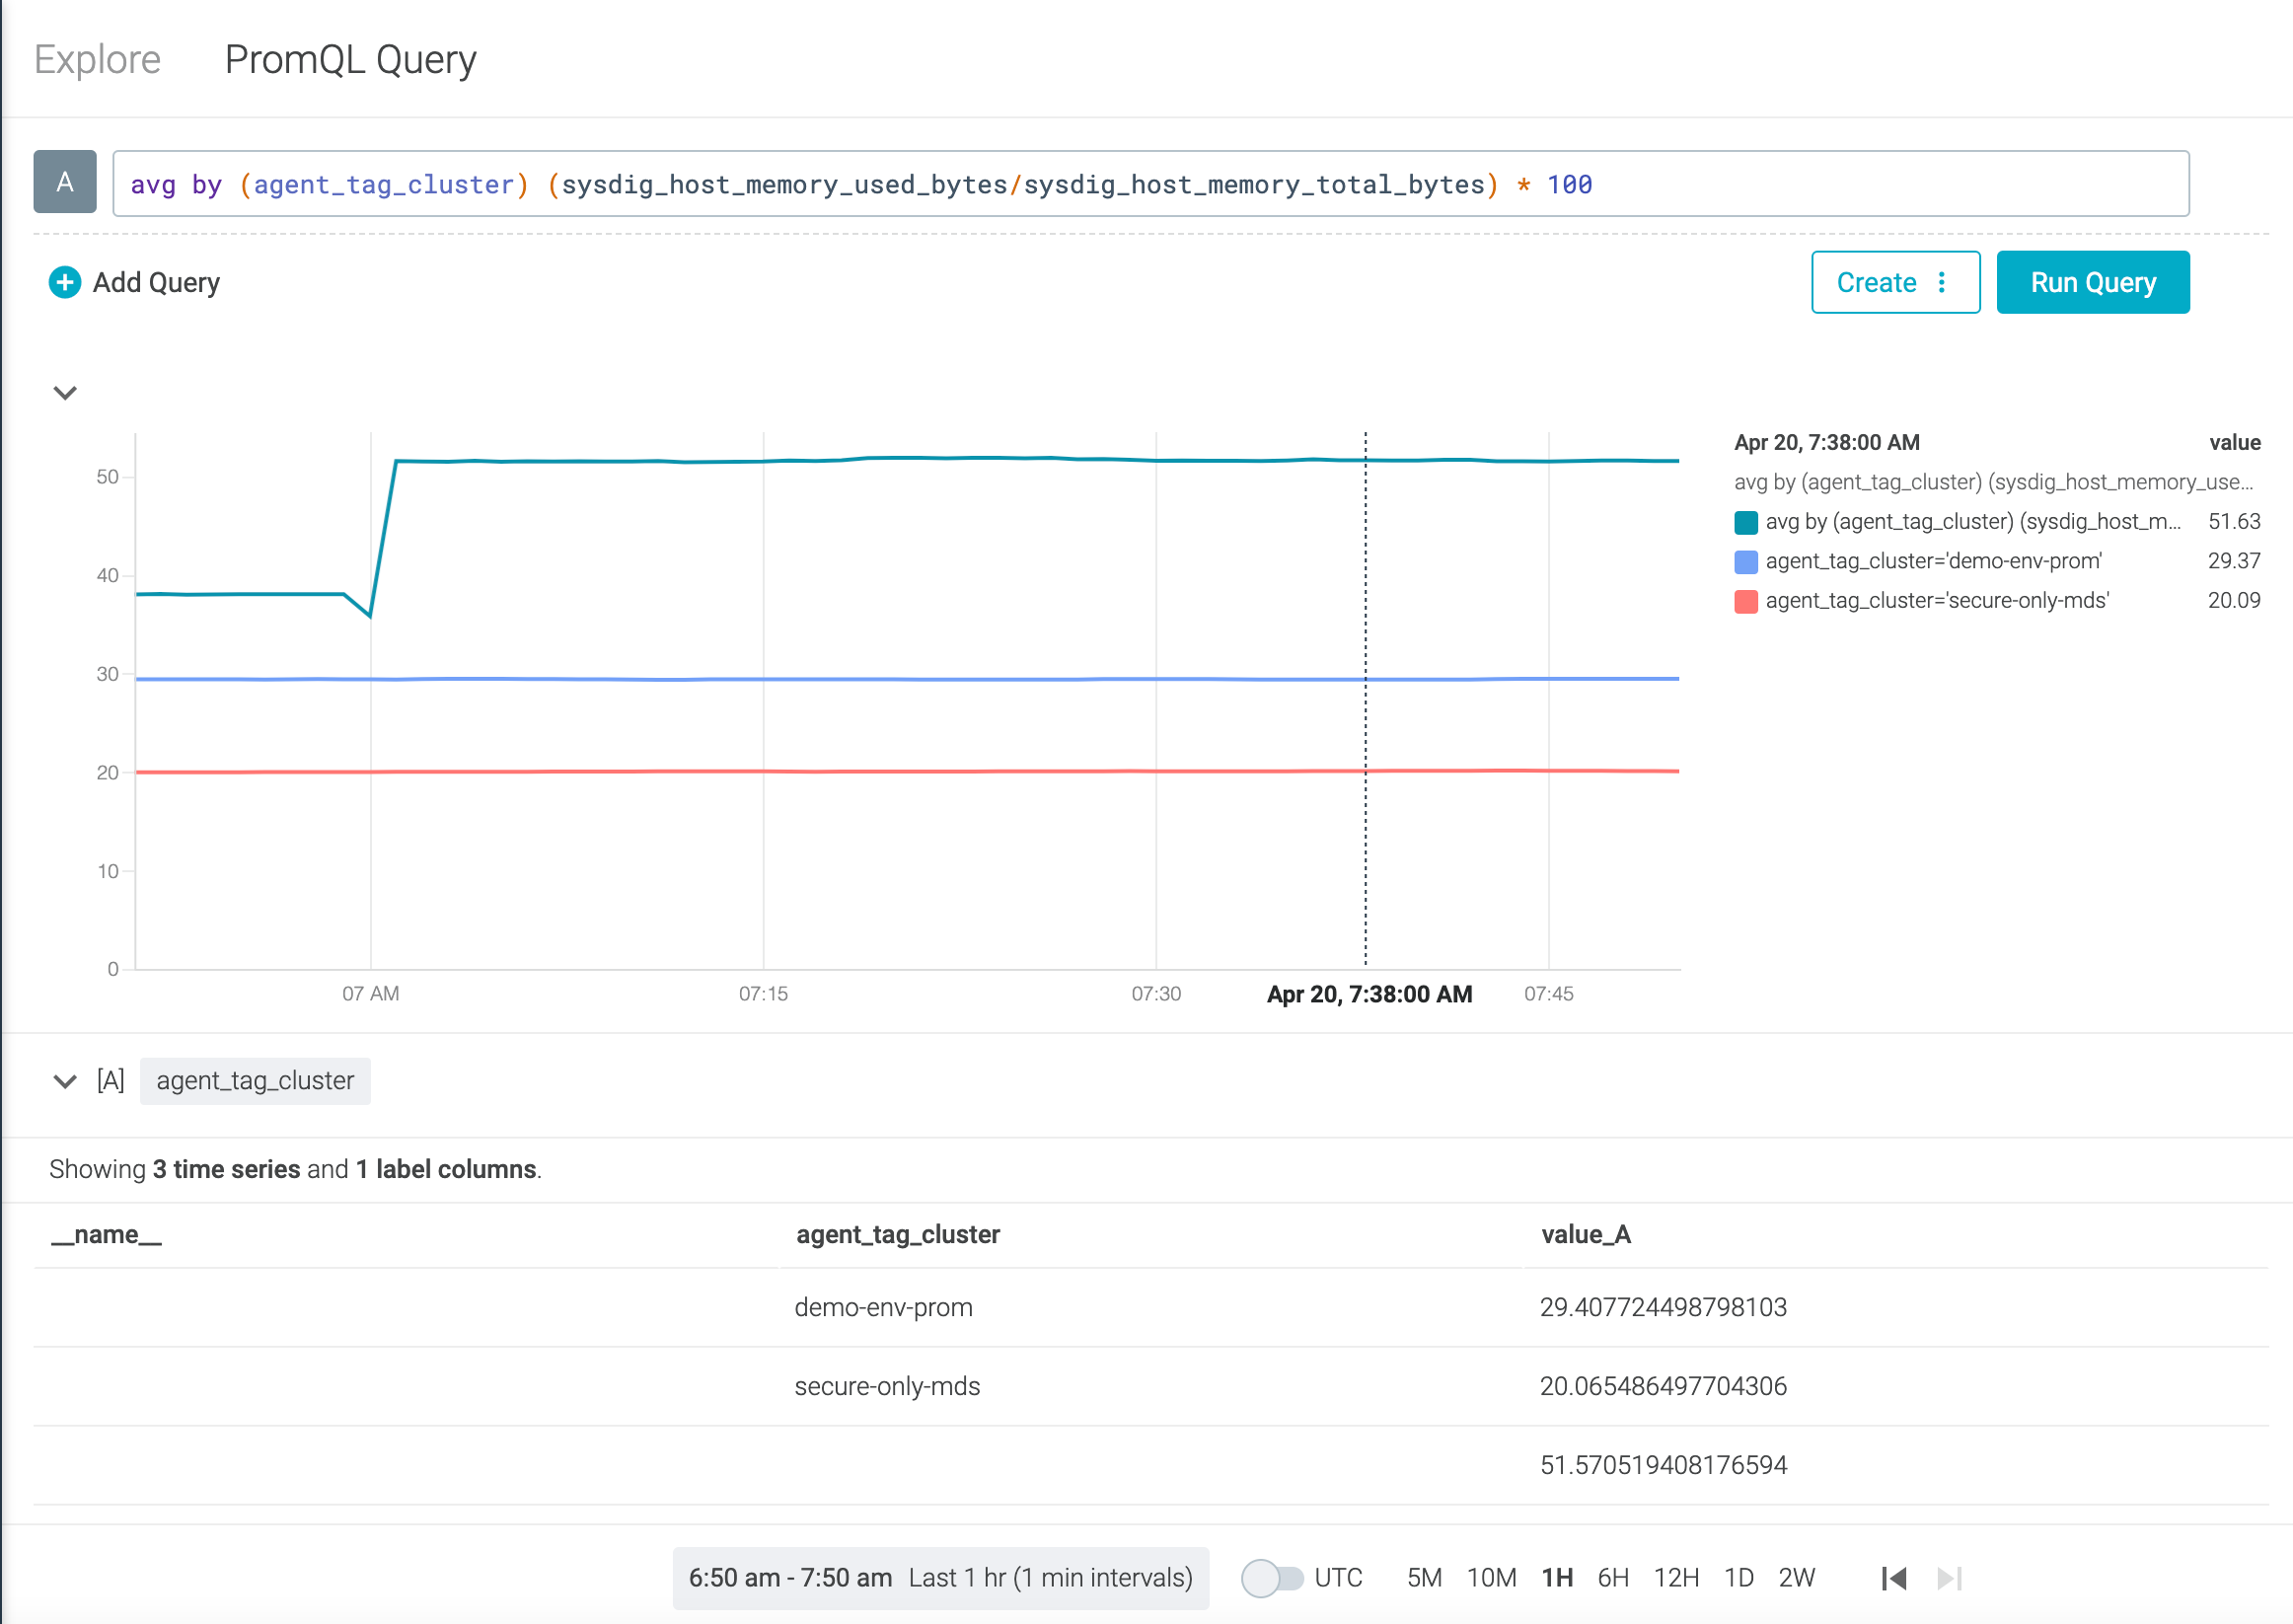 Explore PromQL Query
A avg by (agent_tag_cluster) (sysdig_host_memory_used_bytes/sysdig_host_memory_total_bytes) * 100
Add Query Create Run Query
Apr 20, 7:38:00 AM value
avg by (agent_tag_cluster) (sysdig_host_memory_use...
avg by (agent_tag_cluster) (sysdig_host_m... 51.63
agent_tag_cluster='demo-env-prom' 29.37
agent_tag_cluster='secure-only-mds' 20.09
50
40
30
20
10
0
07 AM 07:15 07:30 Apr 20, 7:38:00 AM 07:45
[A] agent_tag_cluster
Showing 3 time series and 1 label columns.
__name__ agent_tag_cluster value_A
demo-env-prom 29.407724498798103
secure-only-mds 20.065486497704306
51.570519408176594
6:50 am - 7:50 am Last 1 hr (1 min intervals) UTC 5M 10M 1H 6H 12H 1D 2W